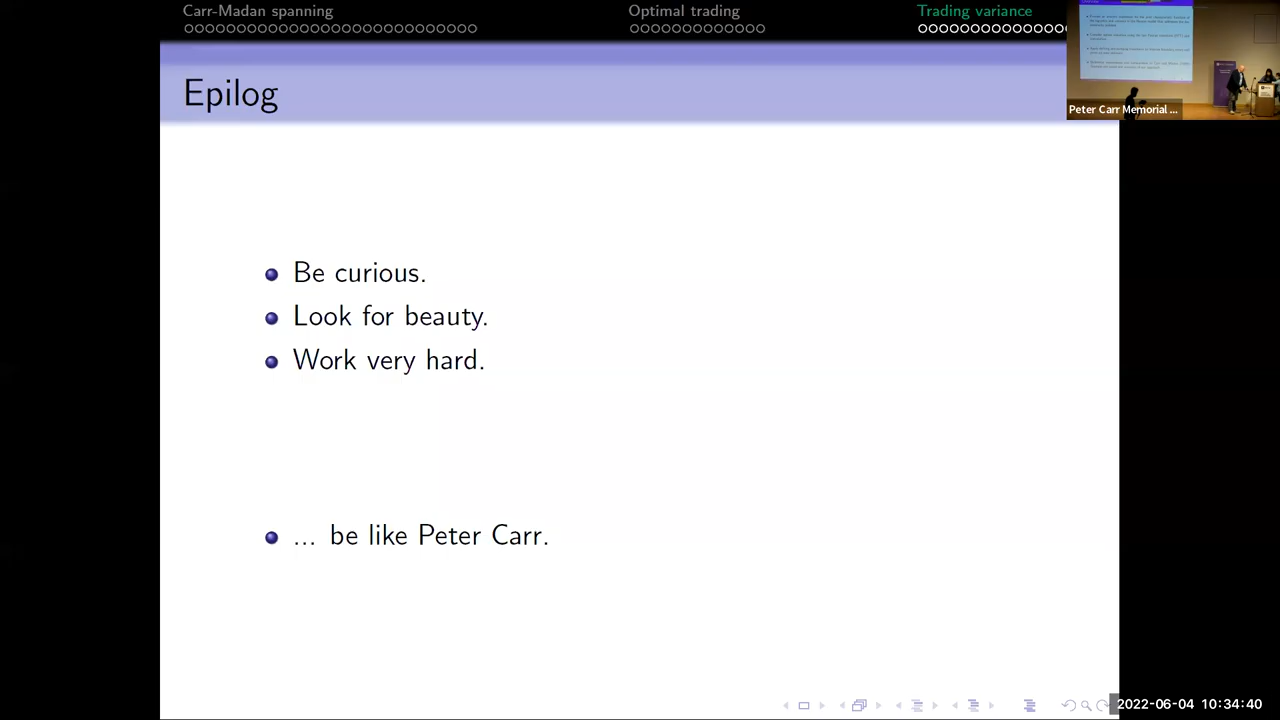 Carr-Madan spanning
Option trading
Trading variance
Epilog
Peter Carr Memorial ...
Be curious.
Look for beauty.
Work very hard.
... be like Peter Carr.
2022-06-04 10:34:40